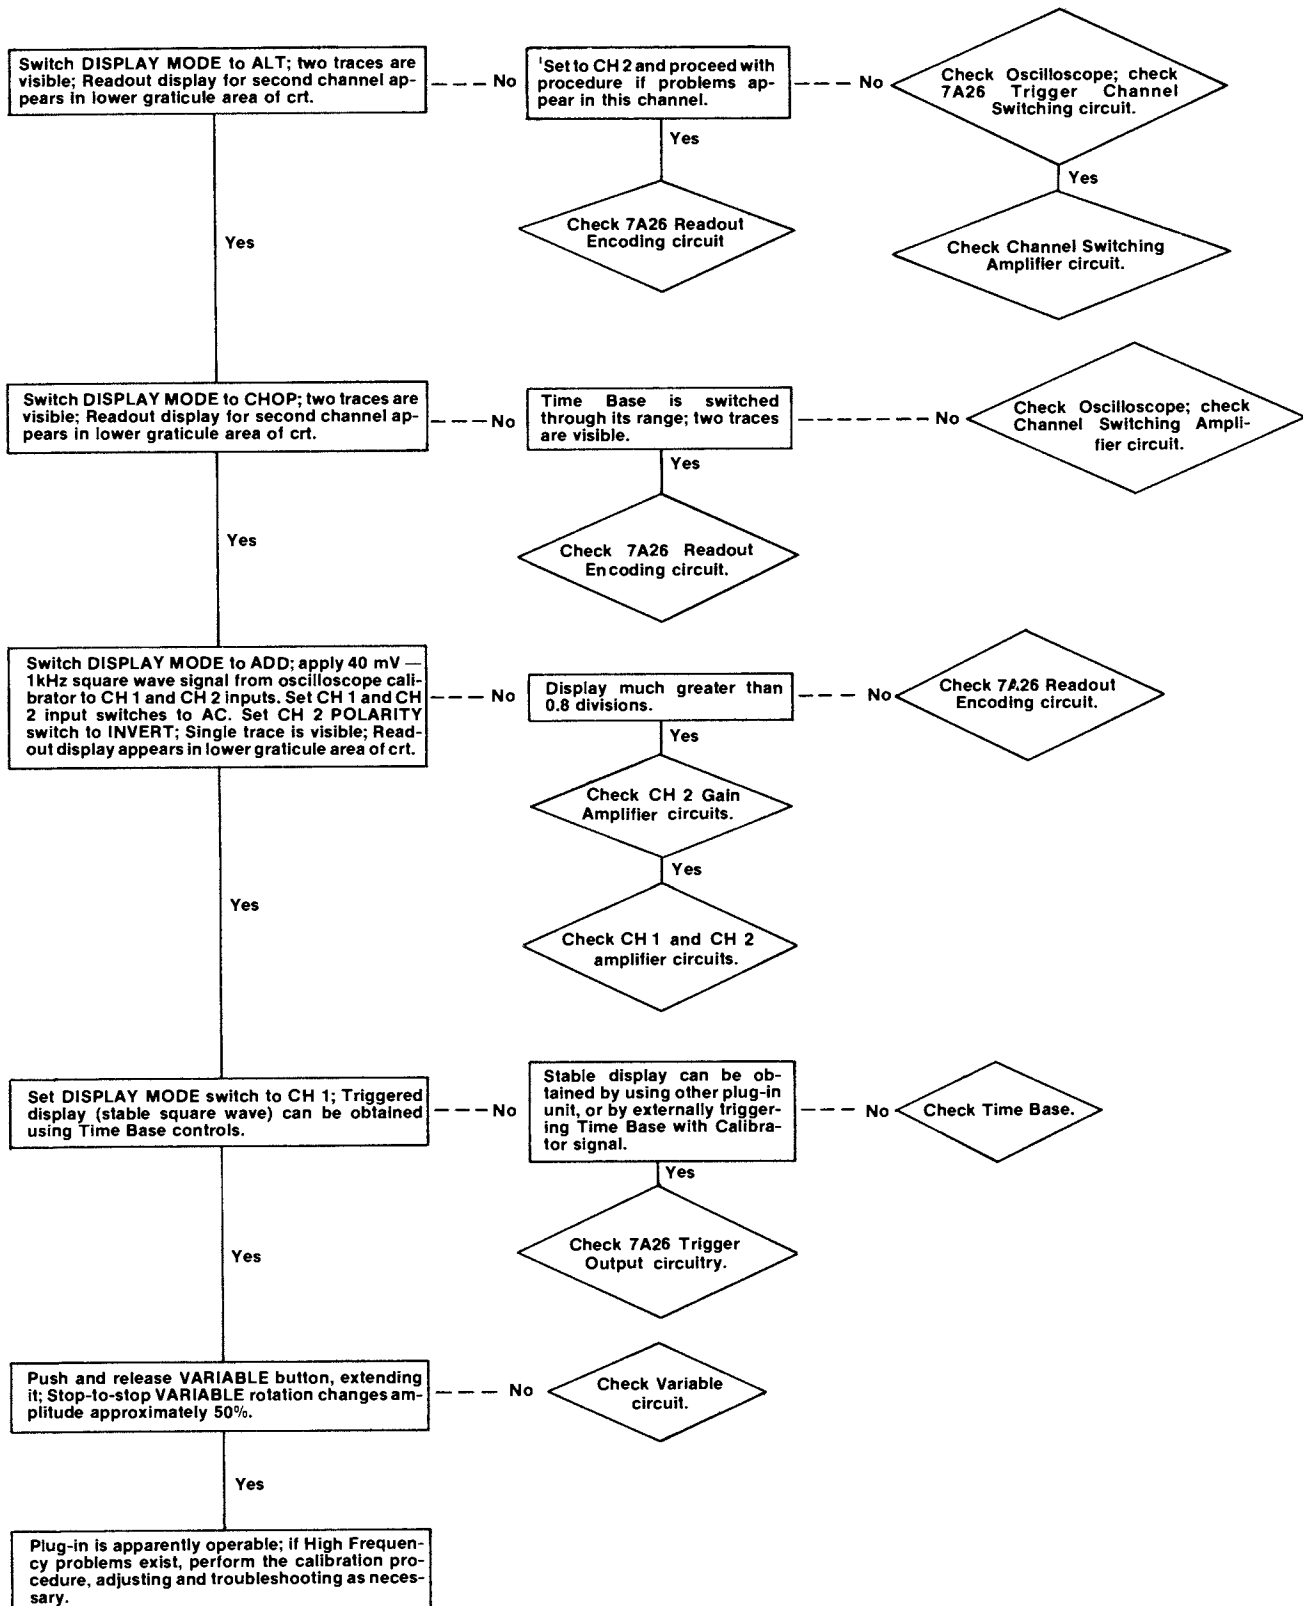 Switch DISPLAY MODE to ALT; two traces are
visible; Readout display for second channel ap-
pears in lower graticule area of crt.
No
Set to CH 2 and proceed with
procedure if problems ap-
pear in this channel.
No
Check Oscilloscope; check
7A26 Trigger Channel
Switching circuit.
Yes
Yes
Check 7A26 Readout
Encoding circuit
Yes
Check Channel Switching
Amplifier circuit.
Switch DISPLAY MODE to CHOP; two traces are
visible; Readout display for second channel ap-
pears in lower graticule area of crt.
No
Time Base is switched
through its range; two traces
are visible.
No
Check Oscilloscope; check
Channel Switching Ampli-
fier circuit.
Yes
Yes
Check 7A26 Readout
Encoding circuit.
Switch DISPLAY MODE to ADD; apply 40 mV —
1kHz square wave signal from oscilloscope cali-
brator to CH 1 and CH 2 inputs. Set CH 1 and CH
2 input switches to AC. Set CH 2 POLARITY
switch to INVERT; Single trace is visible; Read-
out display appears in lower graticule area of crt.
No
Display much greater than
0.8 divisions.
No
Check 7A26 Readout
Encoding circuit.
Yes
Check CH 2 Gain
Amplifier circuits.
Yes
Yes
Check CH 1 and CH 2
amplifier circuits.
Set DISPLAY MODE switch to CH 1; Triggered
display (stable square wave) can be obtained
using Time Base controls.
No
Stable display can be ob-
tained by using other plug-in
unit, or by externally trigger-
ing Time Base with Calibra-
tor signal.
No
Check Time Base.
Yes
Yes
Check 7A26 Trigger
Output circuitry.
Push and release VARIABLE button, extending
it; Stop-to-stop VARIABLE rotation changes am-
plitude approximately 50%.
No
Check Variable
circuit.
Yes
Plug-in is apparently operable; if High Frequen-
cy problems exist, perform the calibration pro-
cedure, adjusting and troubleshooting as neces-
sary.